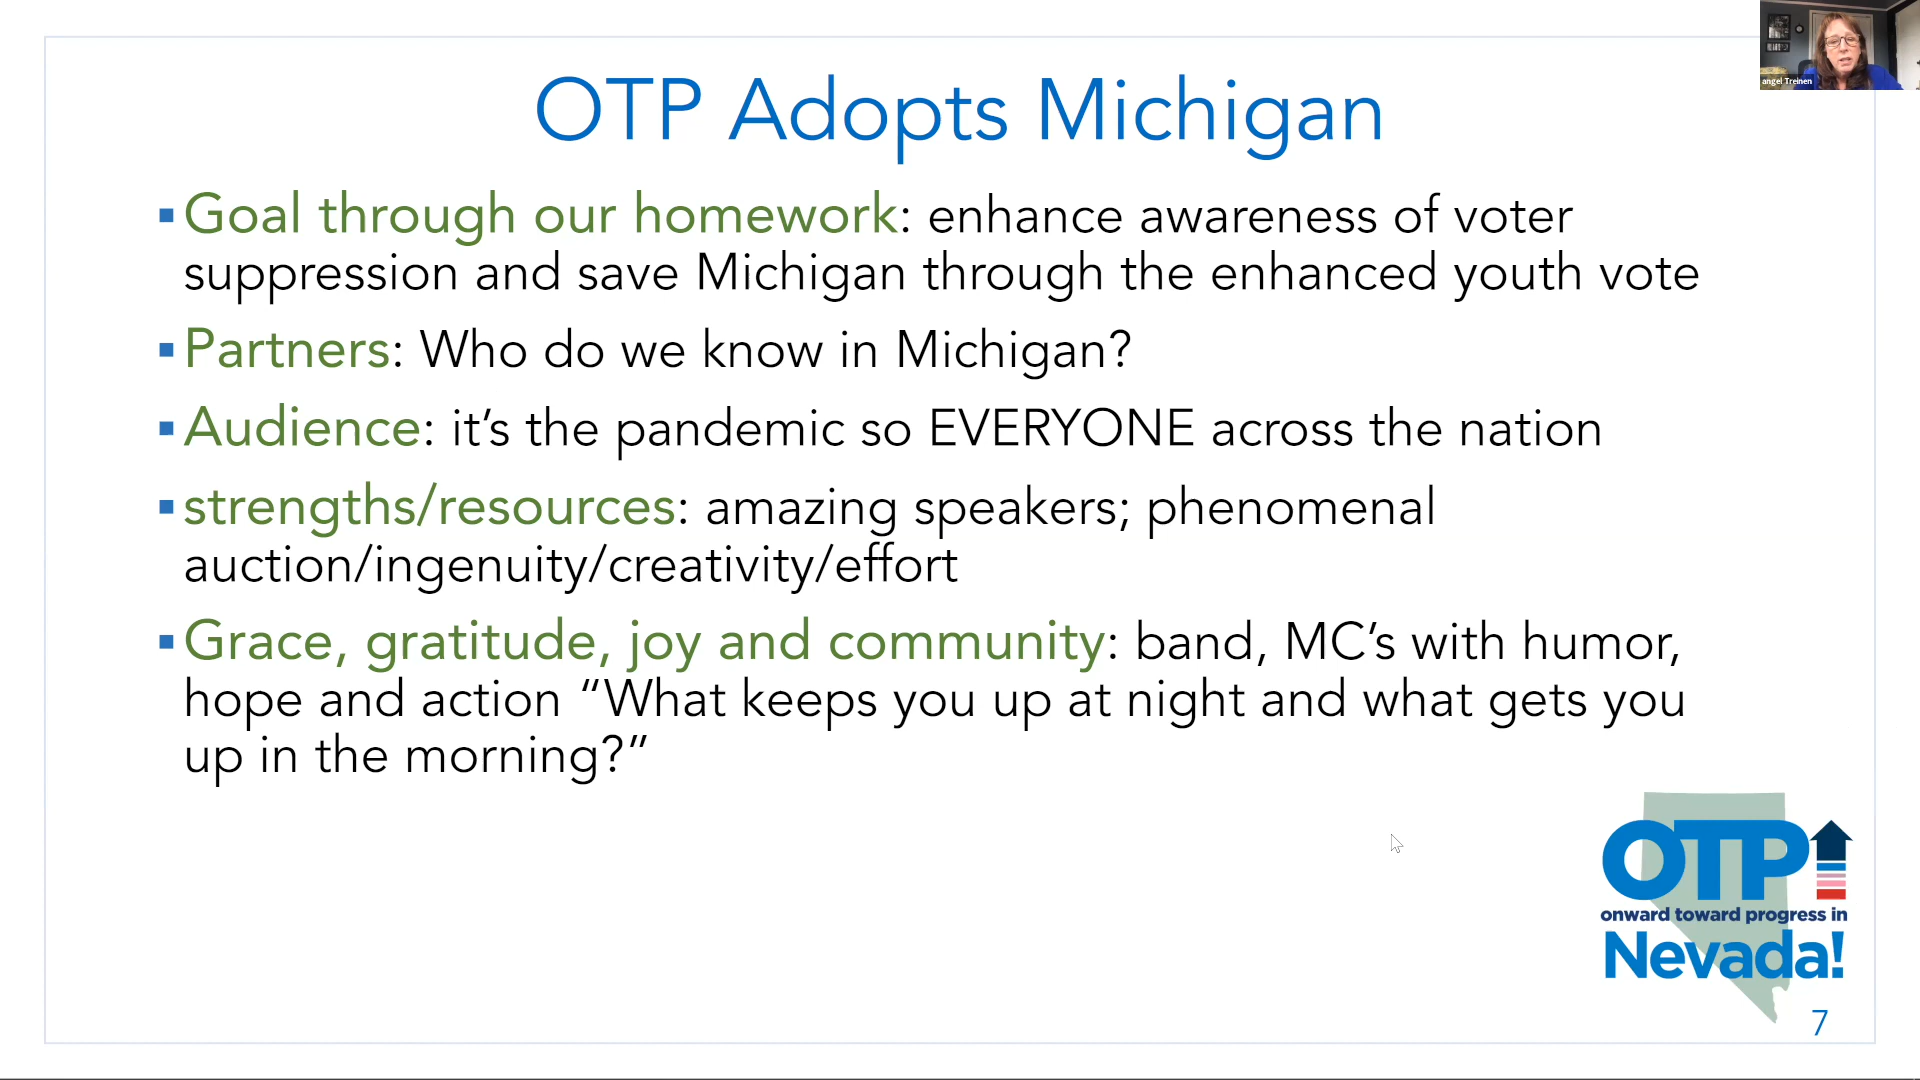 OTP Adopts Michigan
angel Treinen
▪Goal through our homework: enhance awareness of voter
suppression and save Michigan through the enhanced youth vote
▪Partners: Who do we know in Michigan?
▪Audience: it’s the pandemic so EVERYONE across the nation
▪strengths/resources: amazing speakers; phenomenal
auction/ingenuity/creativity/effort
▪Grace, gratitude, joy and community: band, MC’s with humor,
hope and action “What keeps you up at night and what gets you
up in the morning?”
OTP
onward toward progress in
Nevada!
7